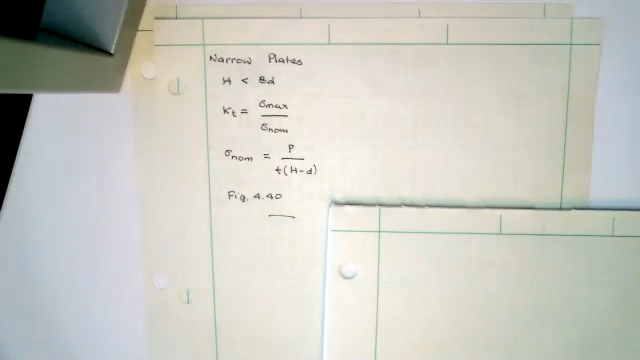 Narrow Plates
H < 8d
Kt = σmax / σnom
σnom = P / t(H-d)
Fig. 4.40